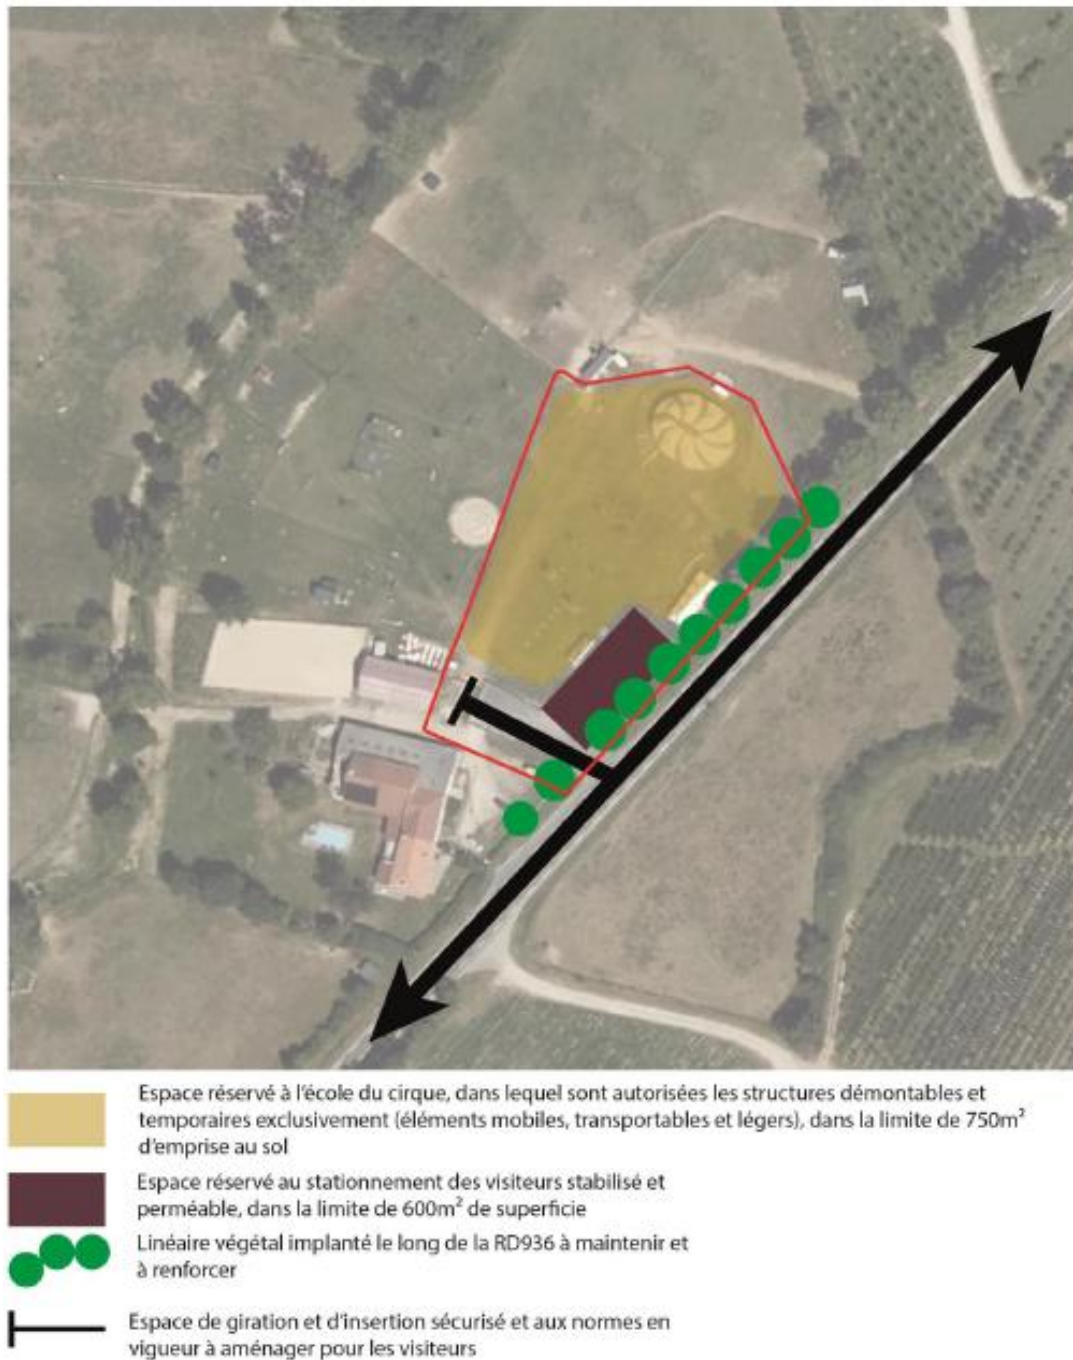 Espace réservé à l'école du cirque, dans lequel sont autorisées les structures démontables et
temporaires exclusivement (éléments mobiles, transportables et légers), dans la limite de 750m²
d'emprise au sol
Espace réservé au stationnement des visiteurs stabilisé et
perméable, dans la limite de 600m² de superficie
Linéaire végétal implanté le long de la RD936 à maintenir et
à renforcer
Espace de giration et d'insertion sécurisé et aux normes en
vigueur à aménager pour les visiteurs